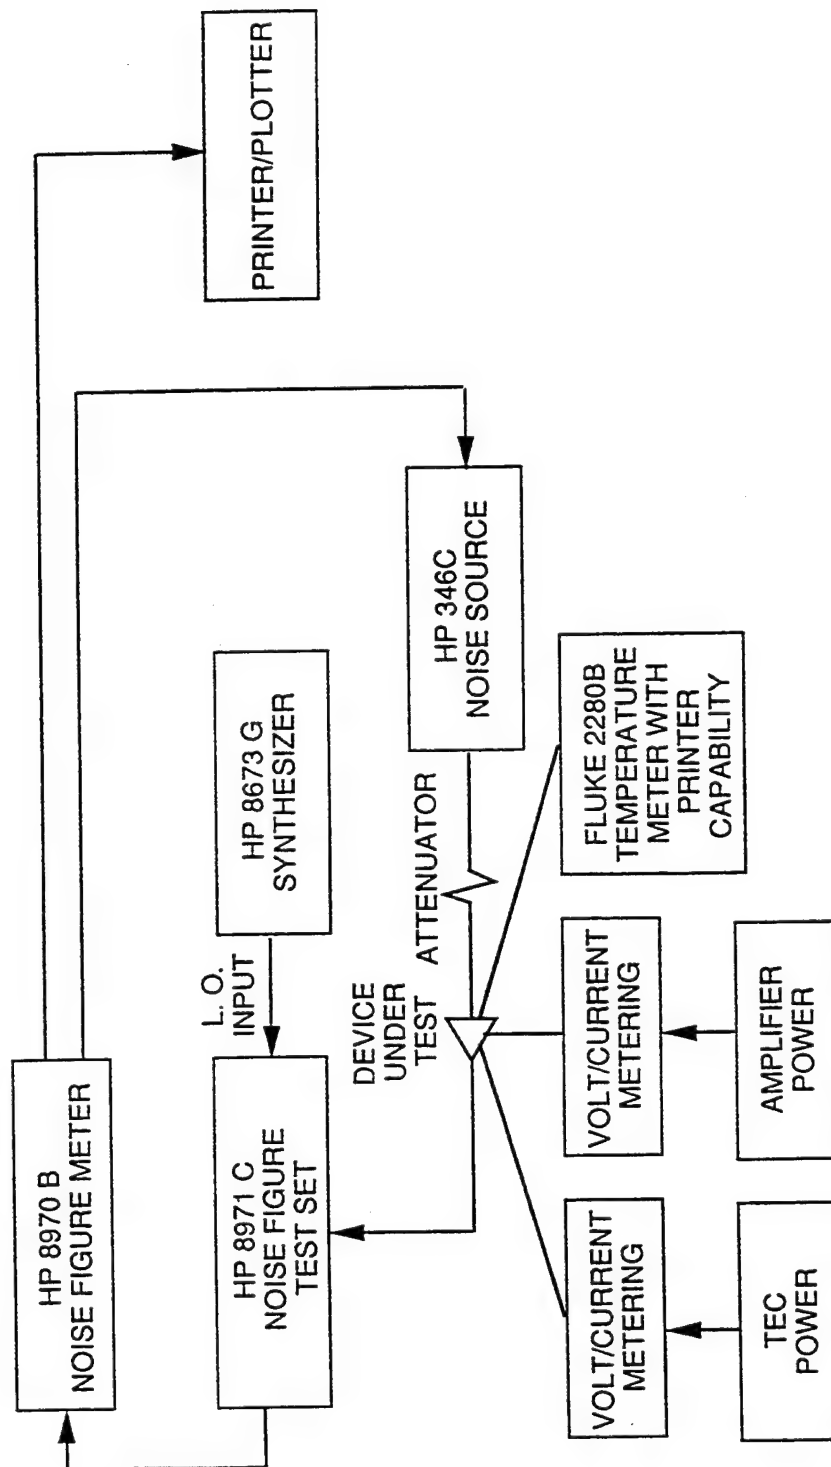 HP 8970 B
NOISE FIGURE METER
PRINTER/PLOTTER
HP 8971 C
NOISE FIGURE
TEST SET
L. O.
INPUT
HP 8673 G
SYNTHESIZER
DEVICE
UNDER
TEST
ATTENUATOR
HP 346C
NOISE SOURCE
VOLT/CURRENT
METERING
VOLT/CURRENT
METERING
FLUKE 2280B
TEMPERATURE
METER WITH
PRINTER
CAPABILITY
TEC
POWER
AMPLIFIER
POWER